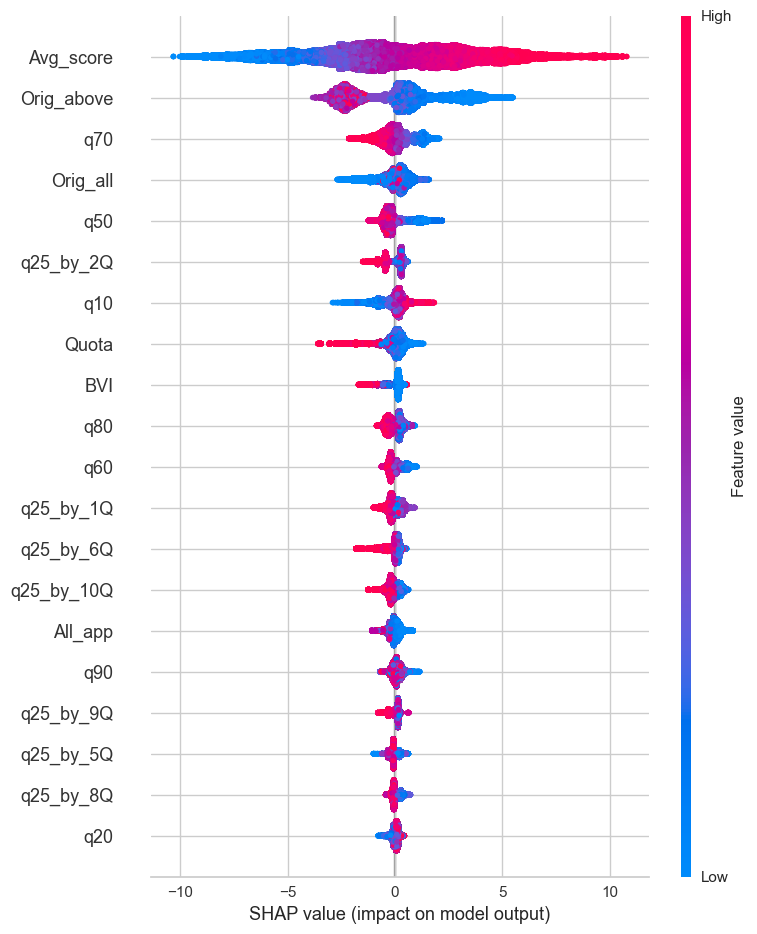 High
Avg_score
Orig_above
q70
Orig_all
q50
q25_by_2Q
q10
Quota
BVI
q80
q60
q25_by_1Q
q25_by_6Q
q25_by_10Q
All_app
q90
q25_by_9Q
q25_by_5Q
q25_by_8Q
q20
Feature value
Low
−10 −5 0 5 10
SHAP value (impact on model output)